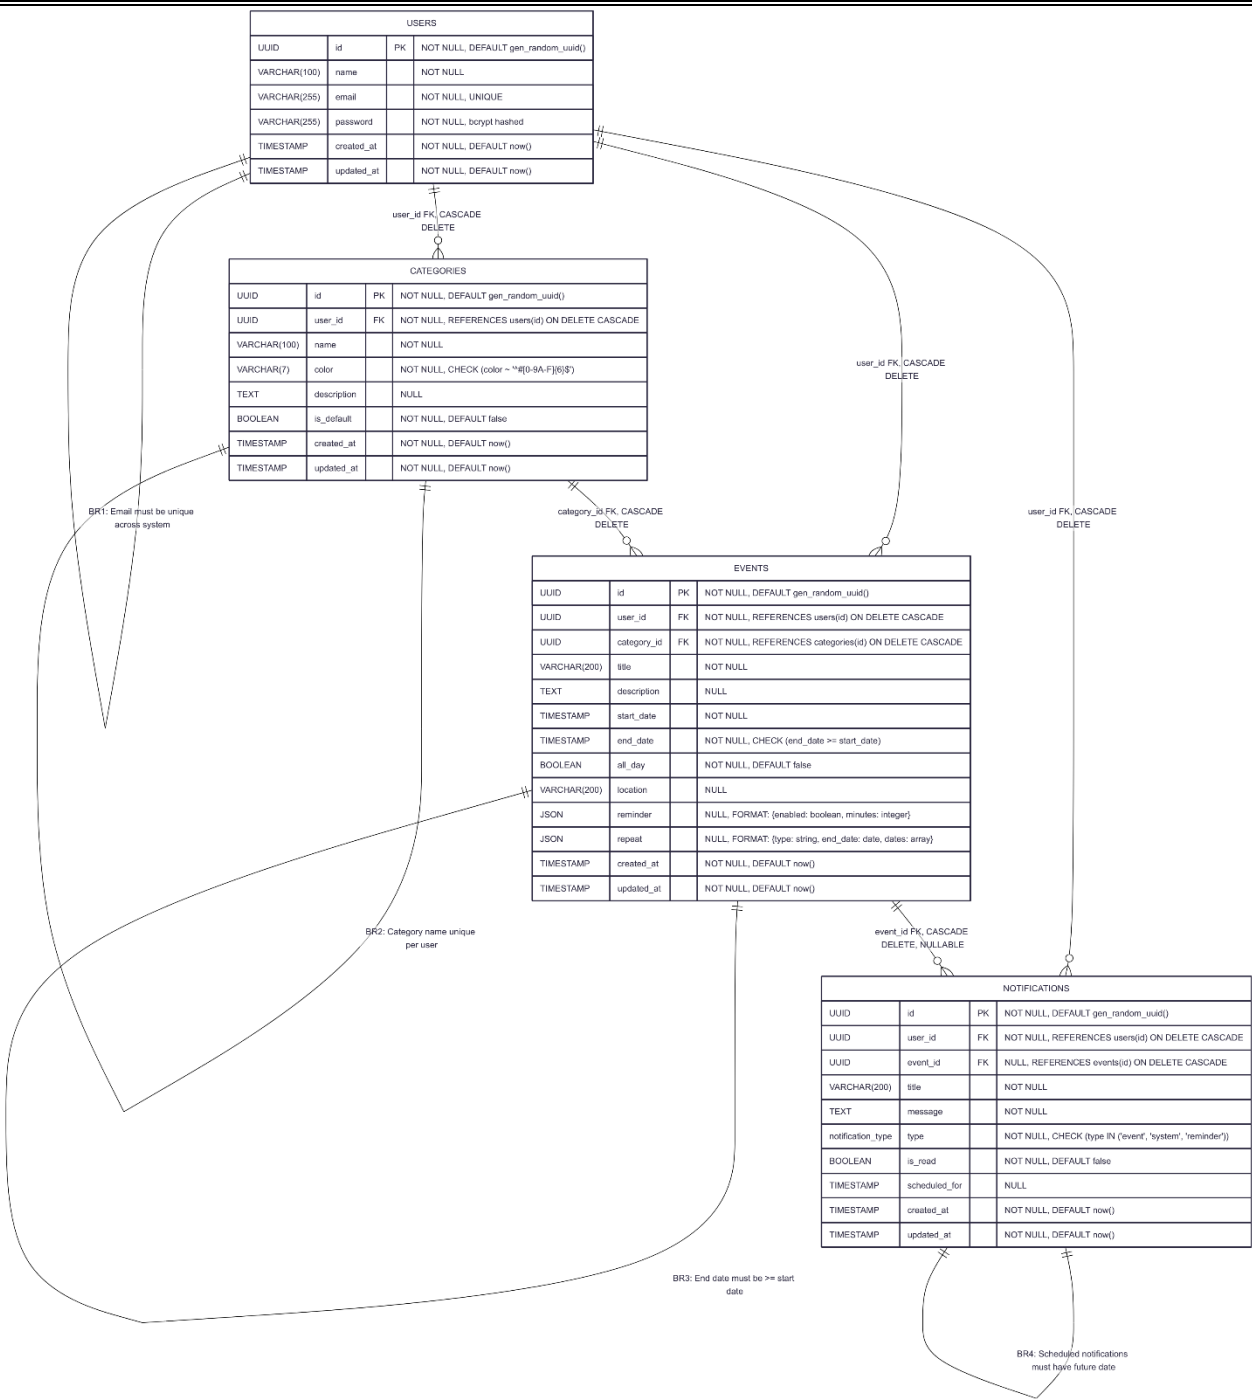 USERS
UUID id PK NOT NULL, DEFAULT gen_random_uuid()
VARCHAR(100) name NOT NULL
VARCHAR(255) email NOT NULL, UNIQUE
VARCHAR(255) password NOT NULL, bcrypt hashed
TIMESTAMP created_at NOT NULL, DEFAULT now()
TIMESTAMP updated_at NOT NULL, DEFAULT now()
user_id FK, CASCADE
DELETE
CATEGORIES
UUID id PK NOT NULL, DEFAULT gen_random_uuid()
UUID user_id FK NOT NULL, REFERENCES users(id) ON DELETE CASCADE
VARCHAR(100) name NOT NULL
VARCHAR(7) color NOT NULL, CHECK (color ~ '^#[0-9A-F]{6}$')
TEXT description NULL
BOOLEAN is_default NOT NULL, DEFAULT false
TIMESTAMP created_at NOT NULL, DEFAULT now()
TIMESTAMP updated_at NOT NULL, DEFAULT now()
user_id FK, CASCADE
DELETE
BR1: Email must be unique
across system
category_id FK, CASCADE
DELETE
user_id FK, CASCADE
DELETE
EVENTS
UUID id PK NOT NULL, DEFAULT gen_random_uuid()
UUID user_id FK NOT NULL, REFERENCES users(id) ON DELETE CASCADE
UUID category_id FK NOT NULL, REFERENCES categories(id) ON DELETE CASCADE
VARCHAR(200) title NOT NULL
TEXT description NULL
TIMESTAMP start_date NOT NULL
TIMESTAMP end_date NOT NULL, CHECK (end_date >= start_date)
BOOLEAN all_day NOT NULL, DEFAULT false
VARCHAR(200) location NULL
JSON reminder NULL, FORMAT: {enabled: boolean, minutes: integer}
JSON repeat NULL, FORMAT: {type: string, end_date: date, dates: array}
TIMESTAMP created_at NOT NULL, DEFAULT now()
TIMESTAMP updated_at NOT NULL, DEFAULT now()
BR2: Category name unique
per user
event_id FK, CASCADE
DELETE, NULLABLE
NOTIFICATIONS
UUID id PK NOT NULL, DEFAULT gen_random_uuid()
UUID user_id FK NOT NULL, REFERENCES users(id) ON DELETE CASCADE
UUID event_id FK NULL, REFERENCES events(id) ON DELETE CASCADE
VARCHAR(200) title NOT NULL
TEXT message NOT NULL
notification_type type NOT NULL, CHECK (type IN ('event', 'system', 'reminder'))
BOOLEAN is_read NOT NULL, DEFAULT false
TIMESTAMP scheduled_for NULL
TIMESTAMP created_at NOT NULL, DEFAULT now()
TIMESTAMP updated_at NOT NULL, DEFAULT now()
BR3: End date must be >= start
date
BR4: Scheduled notifications
must have future date